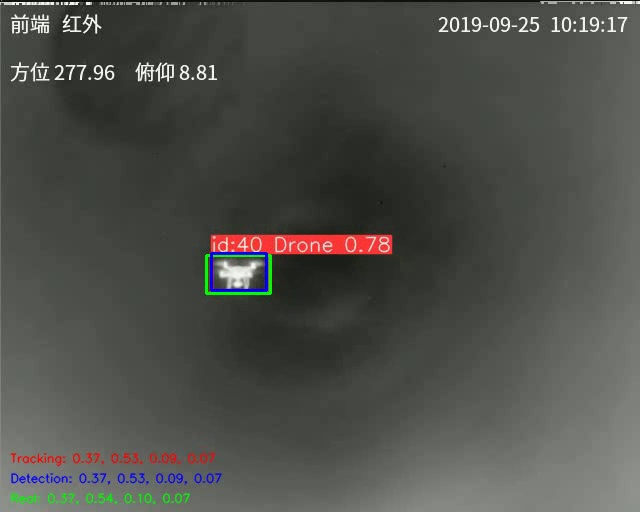 前端 红外
2019-09-25 10:19:17
方位 277.96 俯仰 8.81
id:40 Drone 0.78
Tracking: 0.37, 0.53, 0.09, 0.07
Detection: 0.37, 0.53, 0.09, 0.07
Real: 0.37, 0.54, 0.10, 0.07